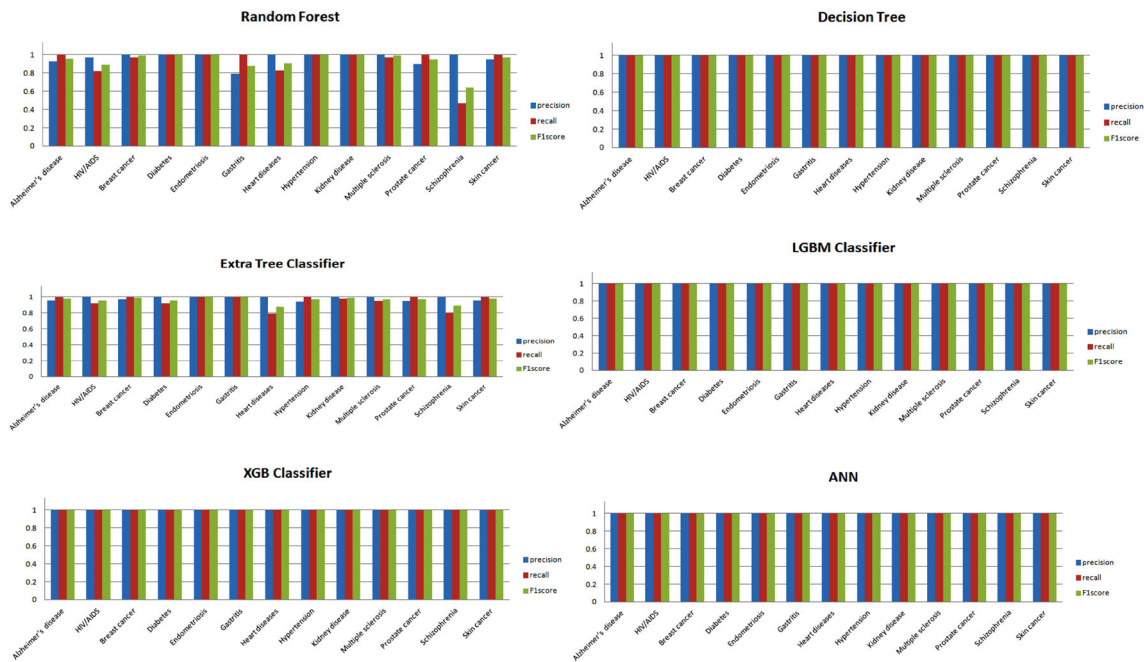 Random Forest
1
0.8
0.6
0.4
0.2
0
precision
recall
F1score
Alzheimer's disease
HIV/AIDS
Breast cancer
Diabetes
Endometriosis
Gastritis
Heart diseases
Hypertension
Kidney disease
Multiple sclerosis
Prostate cancer
Schizophrenia
Skin cancer
Decision Tree
1
0.8
0.6
0.4
0.2
0
precision
recall
F1score
Alzheimer's disease
HIV/AIDS
Breast cancer
Diabetes
Endometriosis
Gastritis
Heart diseases
Hypertension
Kidney disease
Multiple sclerosis
Prostate cancer
Schizophrenia
Skin cancer
Extra Tree Classifier
1
0.8
0.6
0.4
0.2
0
precision
recall
F1score
Alzheimer's disease
HIV/AIDS
Breast cancer
Diabetes
Endometriosis
Gastritis
Heart diseases
Hypertension
Kidney disease
Multiple sclerosis
Prostate cancer
Schizophrenia
Skin cancer
LGBM Classifier
1
0.8
0.6
0.4
0.2
0
precision
recall
F1score
Alzheimer's disease
HIV/AIDS
Breast cancer
Diabetes
Endometriosis
Gastritis
Heart diseases
Hypertension
Kidney disease
Multiple sclerosis
Prostate cancer
Schizophrenia
Skin cancer
XGB Classifier
1
0.8
0.6
0.4
0.2
0
precision
recall
F1score
Alzheimer's disease
HIV/AIDS
Breast cancer
Diabetes
Endometriosis
Gastritis
Heart diseases
Hypertension
Kidney disease
Multiple sclerosis
Prostate cancer
Schizophrenia
Skin cancer
ANN
1
0.8
0.6
0.4
0.2
0
precision
recall
F1score
Alzheimer's disease
HIV/AIDS
Breast cancer
Diabetes
Endometriosis
Gastritis
Heart diseases
Hypertension
Kidney disease
Multiple sclerosis
Prostate cancer
Schizophrenia
Skin cancer